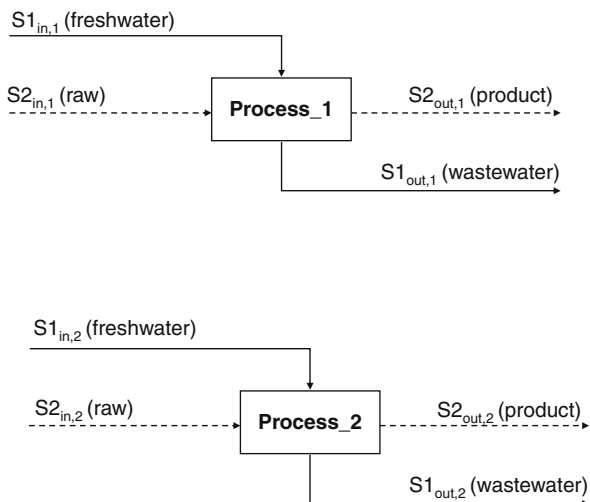 S1in,1 (freshwater)
S2in,1 (raw)
Process_1
S2out,1 (product)
S1out,1 (wastewater)
S1in,2 (freshwater)
S2in,2 (raw)
Process_2
S2out,2 (product)
S1out,2 (wastewater)